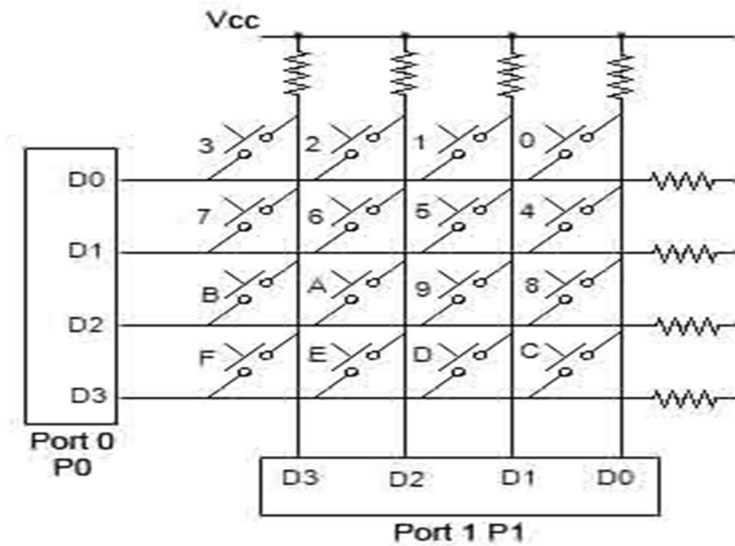 Vcc
3 2 1 0
D0
7 6 5 4
D1
B A 9 8
D2
F E D C
D3
Port 0
P0
D3 D2 D1 D0
Port 1 P1